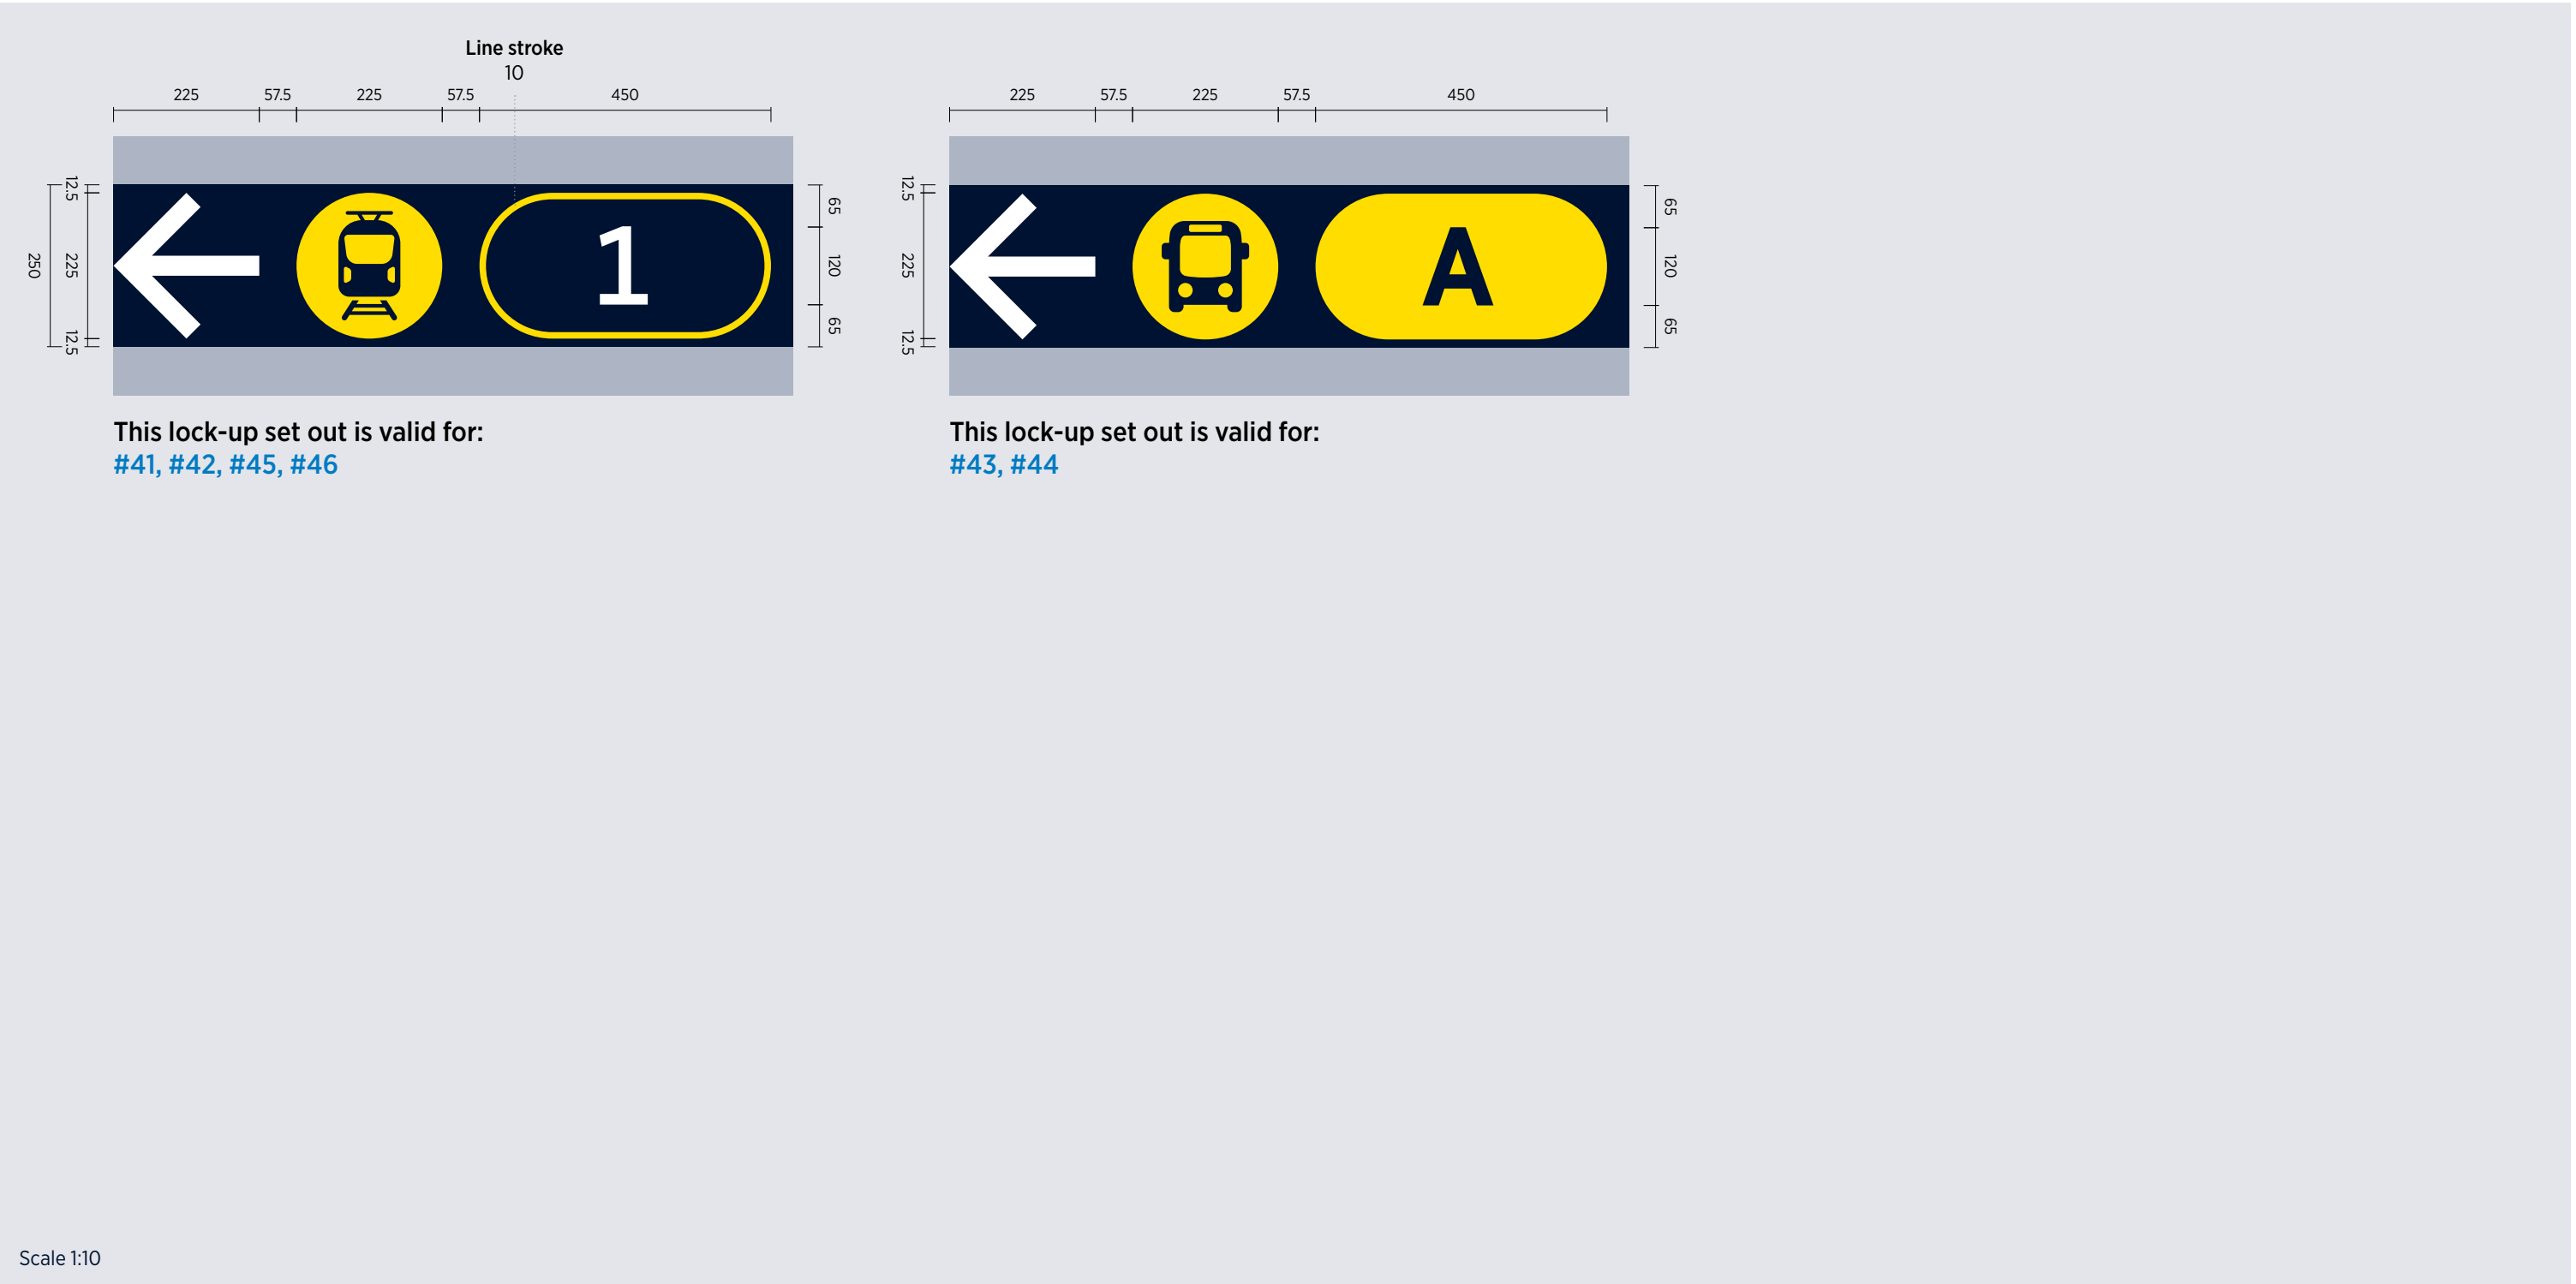 Line stroke
10
225 57.5 225 57.5 450
12.5
225
12.5
250
1
65
120
65
This lock-up set out is valid for:
#41, #42, #45, #46
225 57.5 225 57.5 450
12.5
225
12.5
A
65
120
65
This lock-up set out is valid for:
#43, #44
Scale 1:10